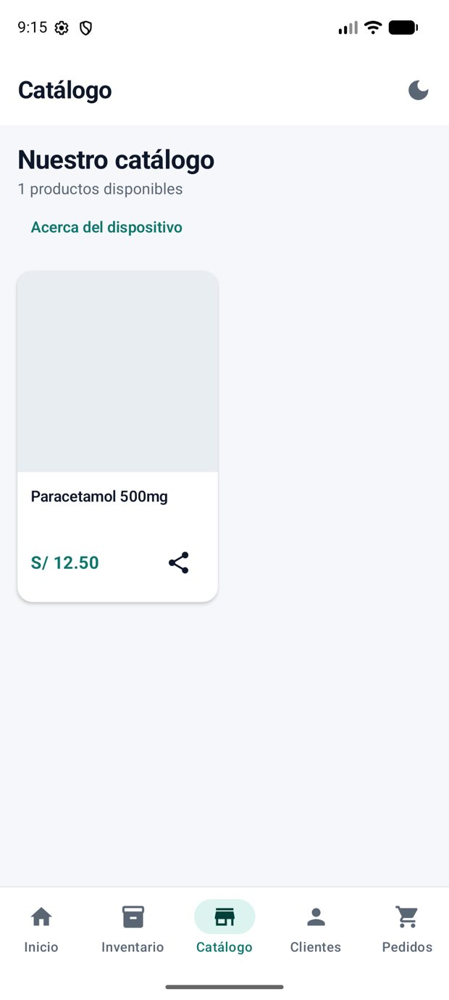 9:15
Catálogo
Nuestro catálogo
1 productos disponibles
Acerca del dispositivo
Paracetamol 500mg
S/ 12.50
Inicio
Inventario
Catálogo
Clientes
Pedidos